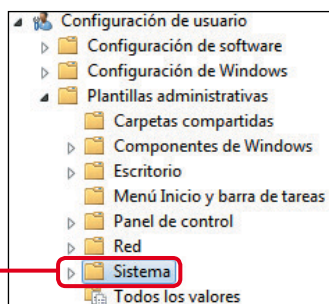 Configuración de usuario
Configuración de software
Configuración de Windows
Plantillas administrativas
Carpetas compartidas
Componentes de Windows
Escritorio
Menú Inicio y barra de tareas
Panel de control
Red
Sistema
Todos los valores